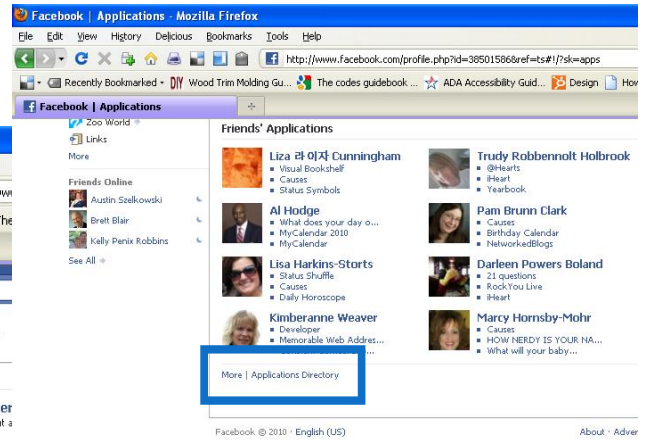 Facebook | Applications - Mozilla Firefox
File Edit View History Delicious Bookmarks Tools Help
http://www.facebook.com/profile.php?id=38501586&ref=ts#!/?sk=apps
Recently Bookmarked DIY Wood Trim Molding Gu... The codes guidebook ... ADA Accessibility Guid... Design How
Facebook | Applications
Zoo World
Links
More
Friends Online
Austin Szelkowski
Brett Blair
Kelly Penix Robbins
See All
Friends' Applications
Liza 라이자 Cunningham
Visual Bookshelf
Causes
Status Symbols
Trudy Robbennolt Holbrook
@Hearts
iHeart
Yearbook
Al Hodge
What does your day o...
MyCalendar 2010
MyCalendar
Pam Brunn Clark
Causes
Birthday Calendar
NetworkedBlogs
Lisa Harkins-Storts
Status Shuffle
Causes
Daily Horoscope
Darleen Powers Boland
21 questions
RockYou Live
iHeart
Kimberanne Weaver
Developer
Memorable Web Addres...
Marcy Hornsby-Mohr
Causes
HOW NERDY IS YOUR NA...
What will your baby...
More | Applications Directory
Facebook © 2010 · English (US)
About · Adver